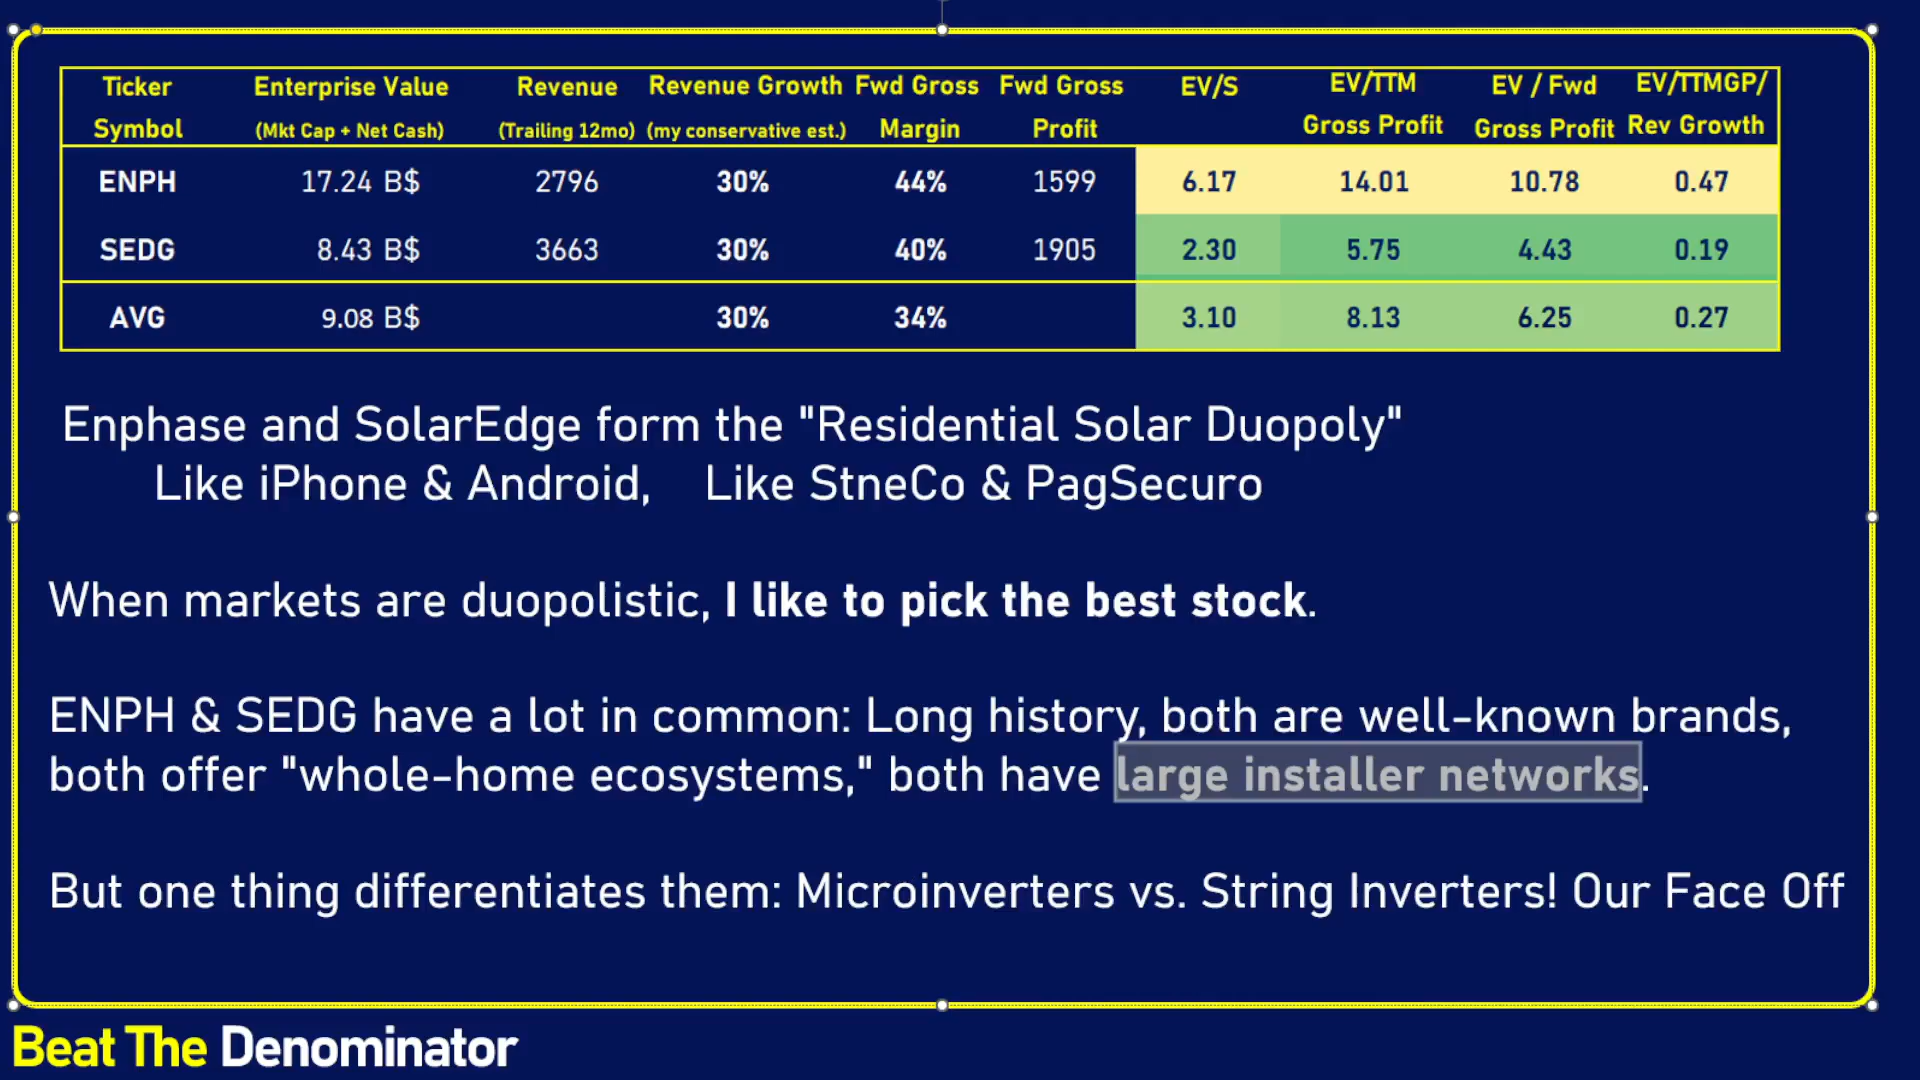 Ticker Symbol | Enterprise Value (Mkt Cap + Net Cash) | Revenue (Trailing 12mo) | Revenue Growth (my conservative est.) | Fwd Gross Margin | Fwd Gross Profit | EV/S | EV/TTM Gross Profit | EV / Fwd Gross Profit | EV/TTMGP/ Rev Growth
ENPH 17.24 B$ 2796 30% 44% 1599 6.17 14.01 10.78 0.47
SEDG 8.43 B$ 3663 30% 40% 1905 2.30 5.75 4.43 0.19
AVG 9.08 B$ 30% 34% 3.10 8.13 6.25 0.27
Enphase and SolarEdge form the "Residential Solar Duopoly"
Like iPhone & Android, Like StneCo & PagSecuro
When markets are duopolistic, I like to pick the best stock.
ENPH & SEDG have a lot in common: Long history, both are well-known brands,
both offer "whole-home ecosystems," both have large installer networks.
But one thing differentiates them: Microinverters vs. String Inverters! Our Face Off
Beat The Denominator